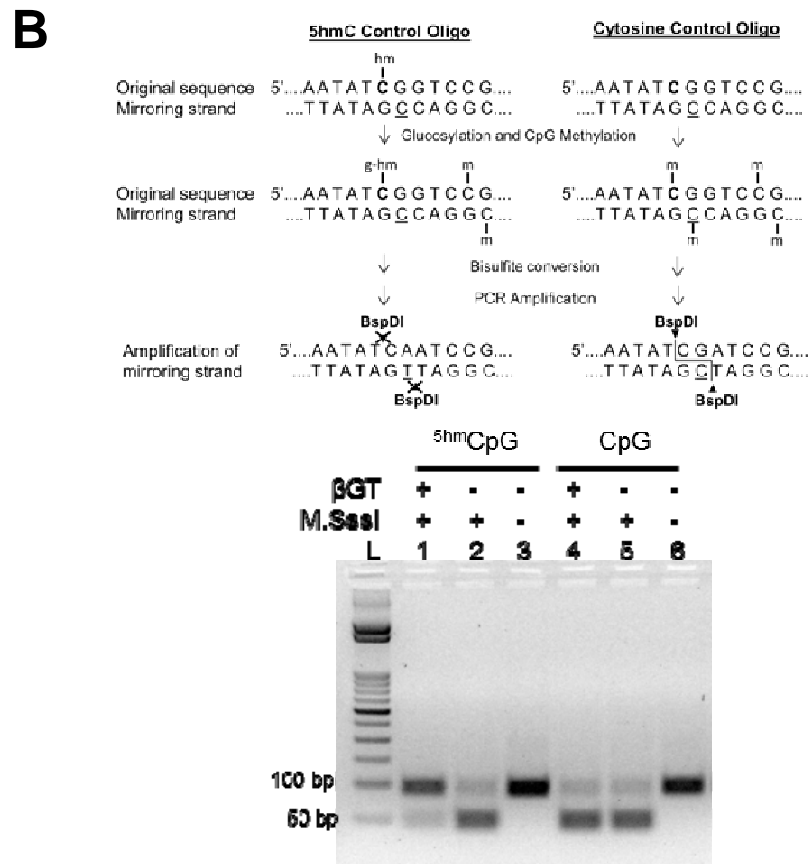 B
5hmC Control Oligo Cytosine Control Oligo
hm
Original sequence 5'....AATATCGGTCCG.... 5'....AATATCGGTCCG....
Mirroring strand ....TTATAGCCAGGC.... ....TTATAGCCAGGC....
Glucosylation and CpG Methylation
g-hm m m m
Original sequence 5'....AATATCGGTCCG.... 5'....AATATCGGTCCG....
Mirroring strand ....TTATAGCCAGGC.... ....TTATAGCCAGGC....
m m m
Bisulfite conversion
PCR Amplification
BspDI BspDI
Amplification of 5'....AATATCAATCCG.... 5'....AATATCGATCCG....
mirroring strand ....TTATAGTTAGGC.... ....TTATAGCTAGGC....
BspDI BspDI
5hmCpG CpG
βGT + - - + - -
M.SssI + + - + + -
L 1 2 3 4 5 6
100 bp
50 bp